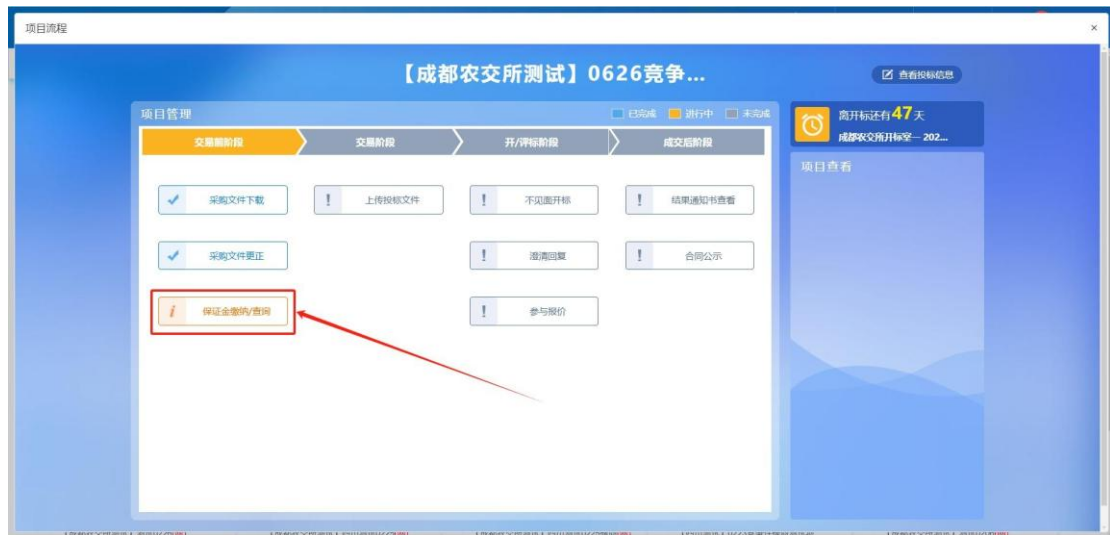 项目流程
×
【成都农交所测试】0626竞争...
查看投标信息
项目管理
已完成 进行中 未完成
交易前阶段
交易阶段
开/评标阶段
成交后阶段
离开标还有47天
成都农交所开标室一 202...
项目查看
采购文件下载
! 上传投标文件
! 不见面开标
! 结果通知书查看
采购文件更正
! 澄清回复
! 合同公示
i 保证金缴纳/查询
! 参与报价